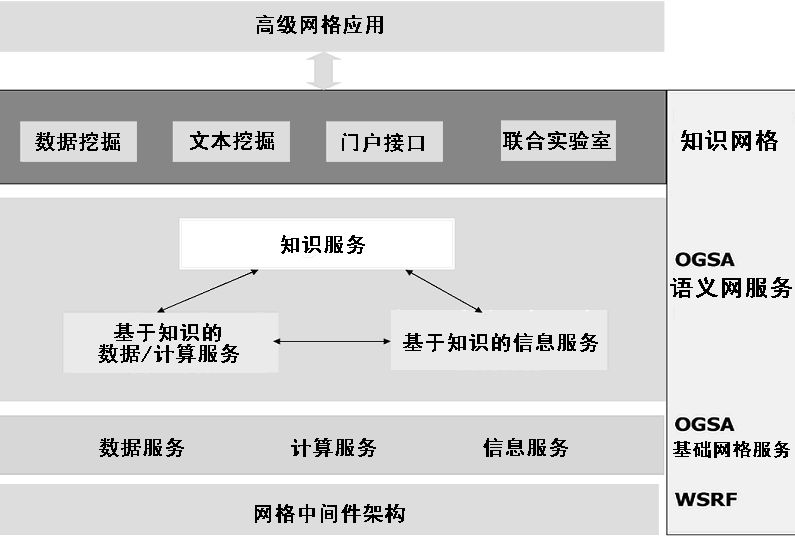 高级网格应用
数据挖掘
文本挖掘
门户接口
联合实验室
知识网格
知识服务
OGSA
语义网服务
基于知识的
数据/计算服务
基于知识的信息服务
数据服务
计算服务
信息服务
OGSA
基础网格服务
网格中间件架构
WSRF